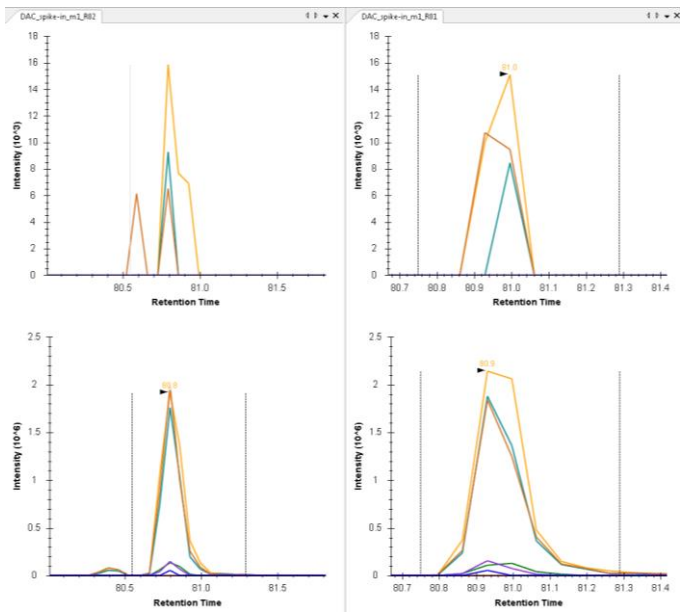 DAC_spike-in_m1_R02
DAC_spike-in_m1_R01
18
16
14
12
10
8
6
4
2
0
Intensity (10^3)
80.5 81.0 81.5
Retention Time
18
16
14
12
10
8
6
4
2
0
Intensity (10^3)
81.0
80.7 80.8 80.9 81.0 81.1 81.2 81.3 81.4
Retention Time
2.5
2
1.5
1
0.5
0
Intensity (10^6)
80.8
80.5 81.0 81.5
Retention Time
2.5
2
1.5
1
0.5
0
Intensity (10^6)
80.9
80.7 80.8 80.9 81.0 81.1 81.2 81.3 81.4
Retention Time